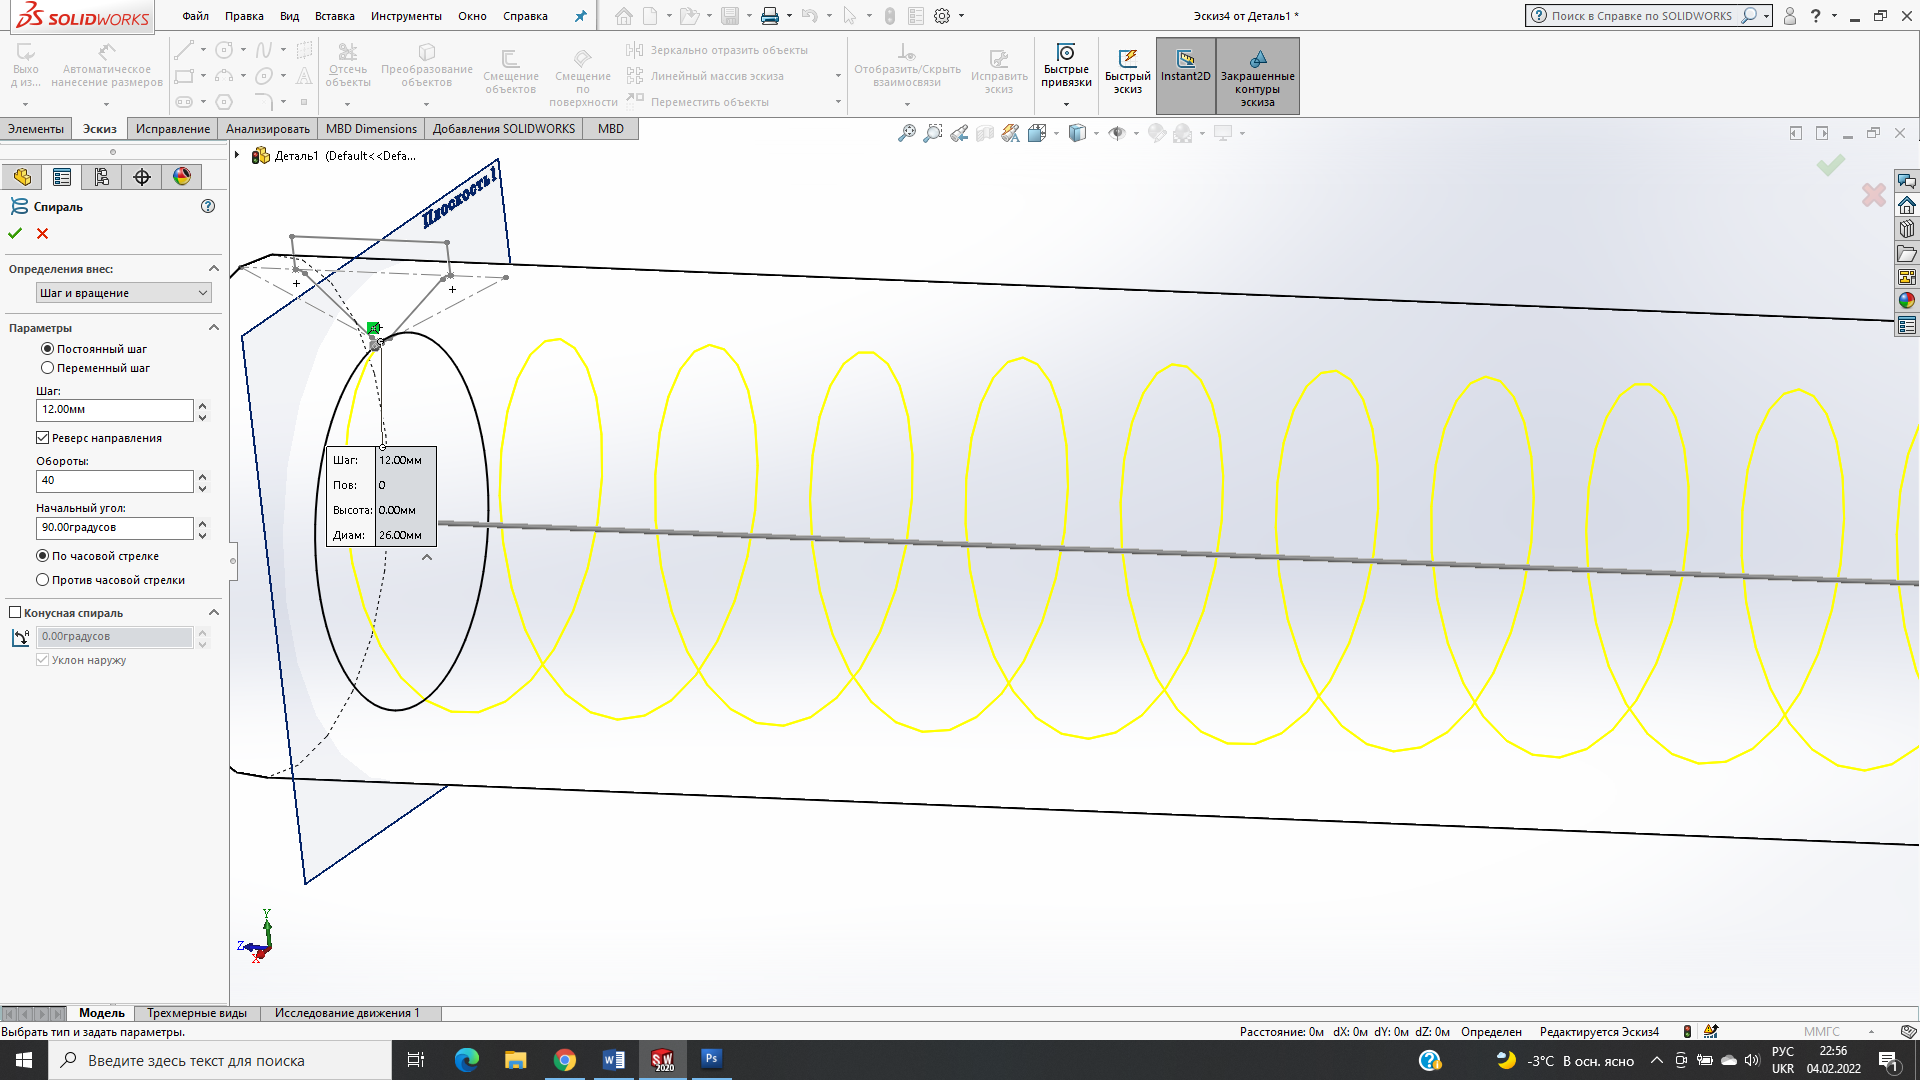 SOLIDWORKS
Файл Правка Вид Вставка Инструменты Окно Справка
Эскиз4 от Деталь1 *
Поиск в Справке по SOLIDWORKS
Выхо
д из...
Автоматическое
нанесение размеров
Отсечь
объекты
Преобразование
объектов
Смещение
объектов
Смещение
по
поверхности
Зеркально отразить объекты
Линейный массив эскиза
Переместить объекты
Отобразить/Скрыть
взаимосвязи
Исправить
эскиз
Быстрые
привязки
Быстрый
эскиз
Instant2D
Закрашенные
контуры
эскиза
Элементы Эскиз Исправление Анализировать MBD Dimensions Добавления SOLIDWORKS MBD
Деталь1 (Default<<Defa...
Спираль
Определения внес:
Шаг и вращение
Параметры
Постоянный шаг
Переменный шаг
Шаг:
12.00мм
Реверс направления
Обороты:
40
Начальный угол:
90.00градусов
По часовой стрелке
Против часовой стрелки
Конусная спираль
0.00градусов
Уклон наружу
Плоскость1
Шаг: 12.00мм
Пов: 0
Высота: 0.00мм
Диам: 26.00мм
Y
Z
X
Модель Трехмерные виды Исследование движения 1
Выбрать тип и задать параметры.
Расстояние: 0м dX: 0м dY: 0м dZ: 0м Определен Редактируется Эскиз4 ММГС
Введите здесь текст для поиска
-3°C В осн. ясно
РУС
UKR
22:56
04.02.2022